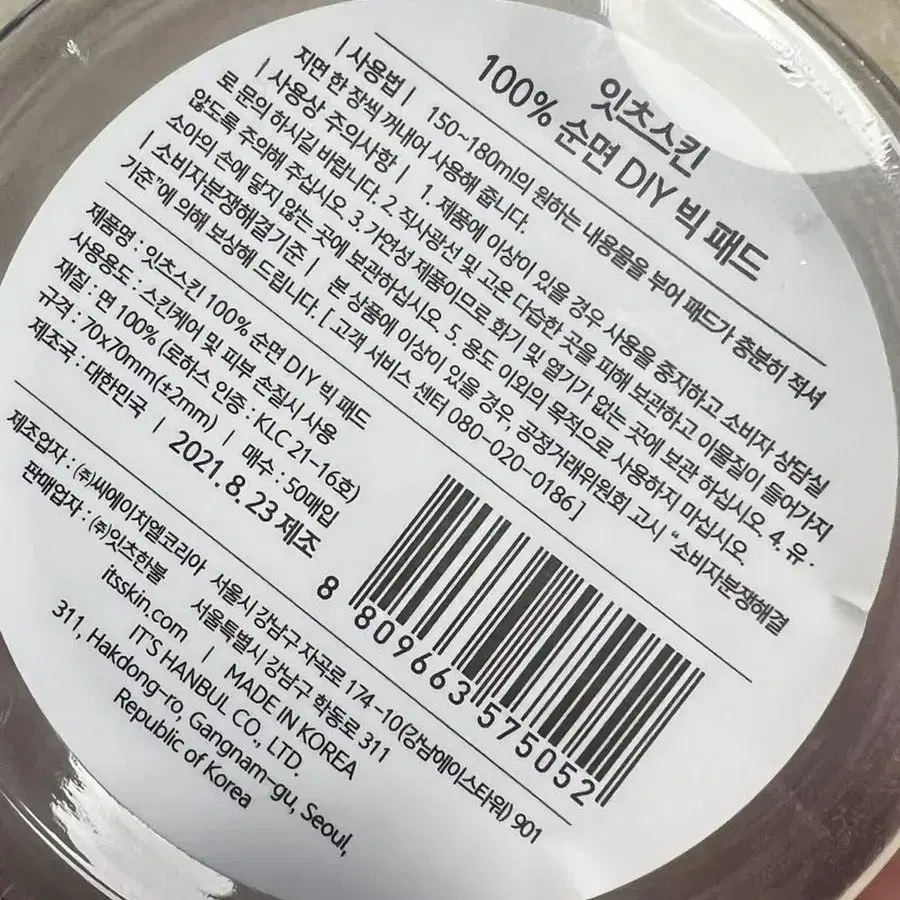 잇츠스킨
100% 순면 DIY 빅 패드
| 사용법 | 150~180ml의 원하는 내용물을 부어 패드가 충분히 적셔
지면 한 장씩 꺼내어 사용해 줍니다.
| 사용상 주의사항 | 1. 제품에 이상이 있을 경우 사용을 중지하고 소비자 상담실
로 문의 하시길 바랍니다. 2. 직사광선 및 고온 다습한 곳을 피해 보관하고 이물질이 들어가지
않도록 주의해 주십시오. 3. 가연성 제품이므로 화기 및 열기가 없는 곳에 보관 하십시오. 4. 유·
소아의 손에 닿지 않는 곳에 보관하십시오. 5. 용도 이외의 목적으로 사용하지 마십시오.
| 소비자분쟁해결기준 | 본 상품에 이상이 있을 경우, 공정거래위원회 고시 "소비자분쟁해결
기준"에 의해 보상해 드립니다. [ 고객 서비스 센터 080-020-0186 ]
제품명 : 잇츠스킨 100% 순면 DIY 빅 패드
사용용도 : 스킨케어 및 피부 손질시 사용
재질 : 면 100% (로하스 인증 : KLC 21-16호)
규격 : 70x70mm(±2mm) | 매수 : 50매입
제조국 : 대한민국 | 2021. 8. 23 제조
제조업자 : ㈜씨에이치엘코리아 서울시 강남구 자곡로 174-10(강남에이스타워) 901
판매업자 : ㈜잇츠한불 서울특별시 강남구 학동로 311
itsskin.com | MADE IN KOREA
IT'S HANBUL CO., LTD.
311, Hakdong-ro, Gangnam-gu, Seoul,
Republic of Korea
8 809663 575052